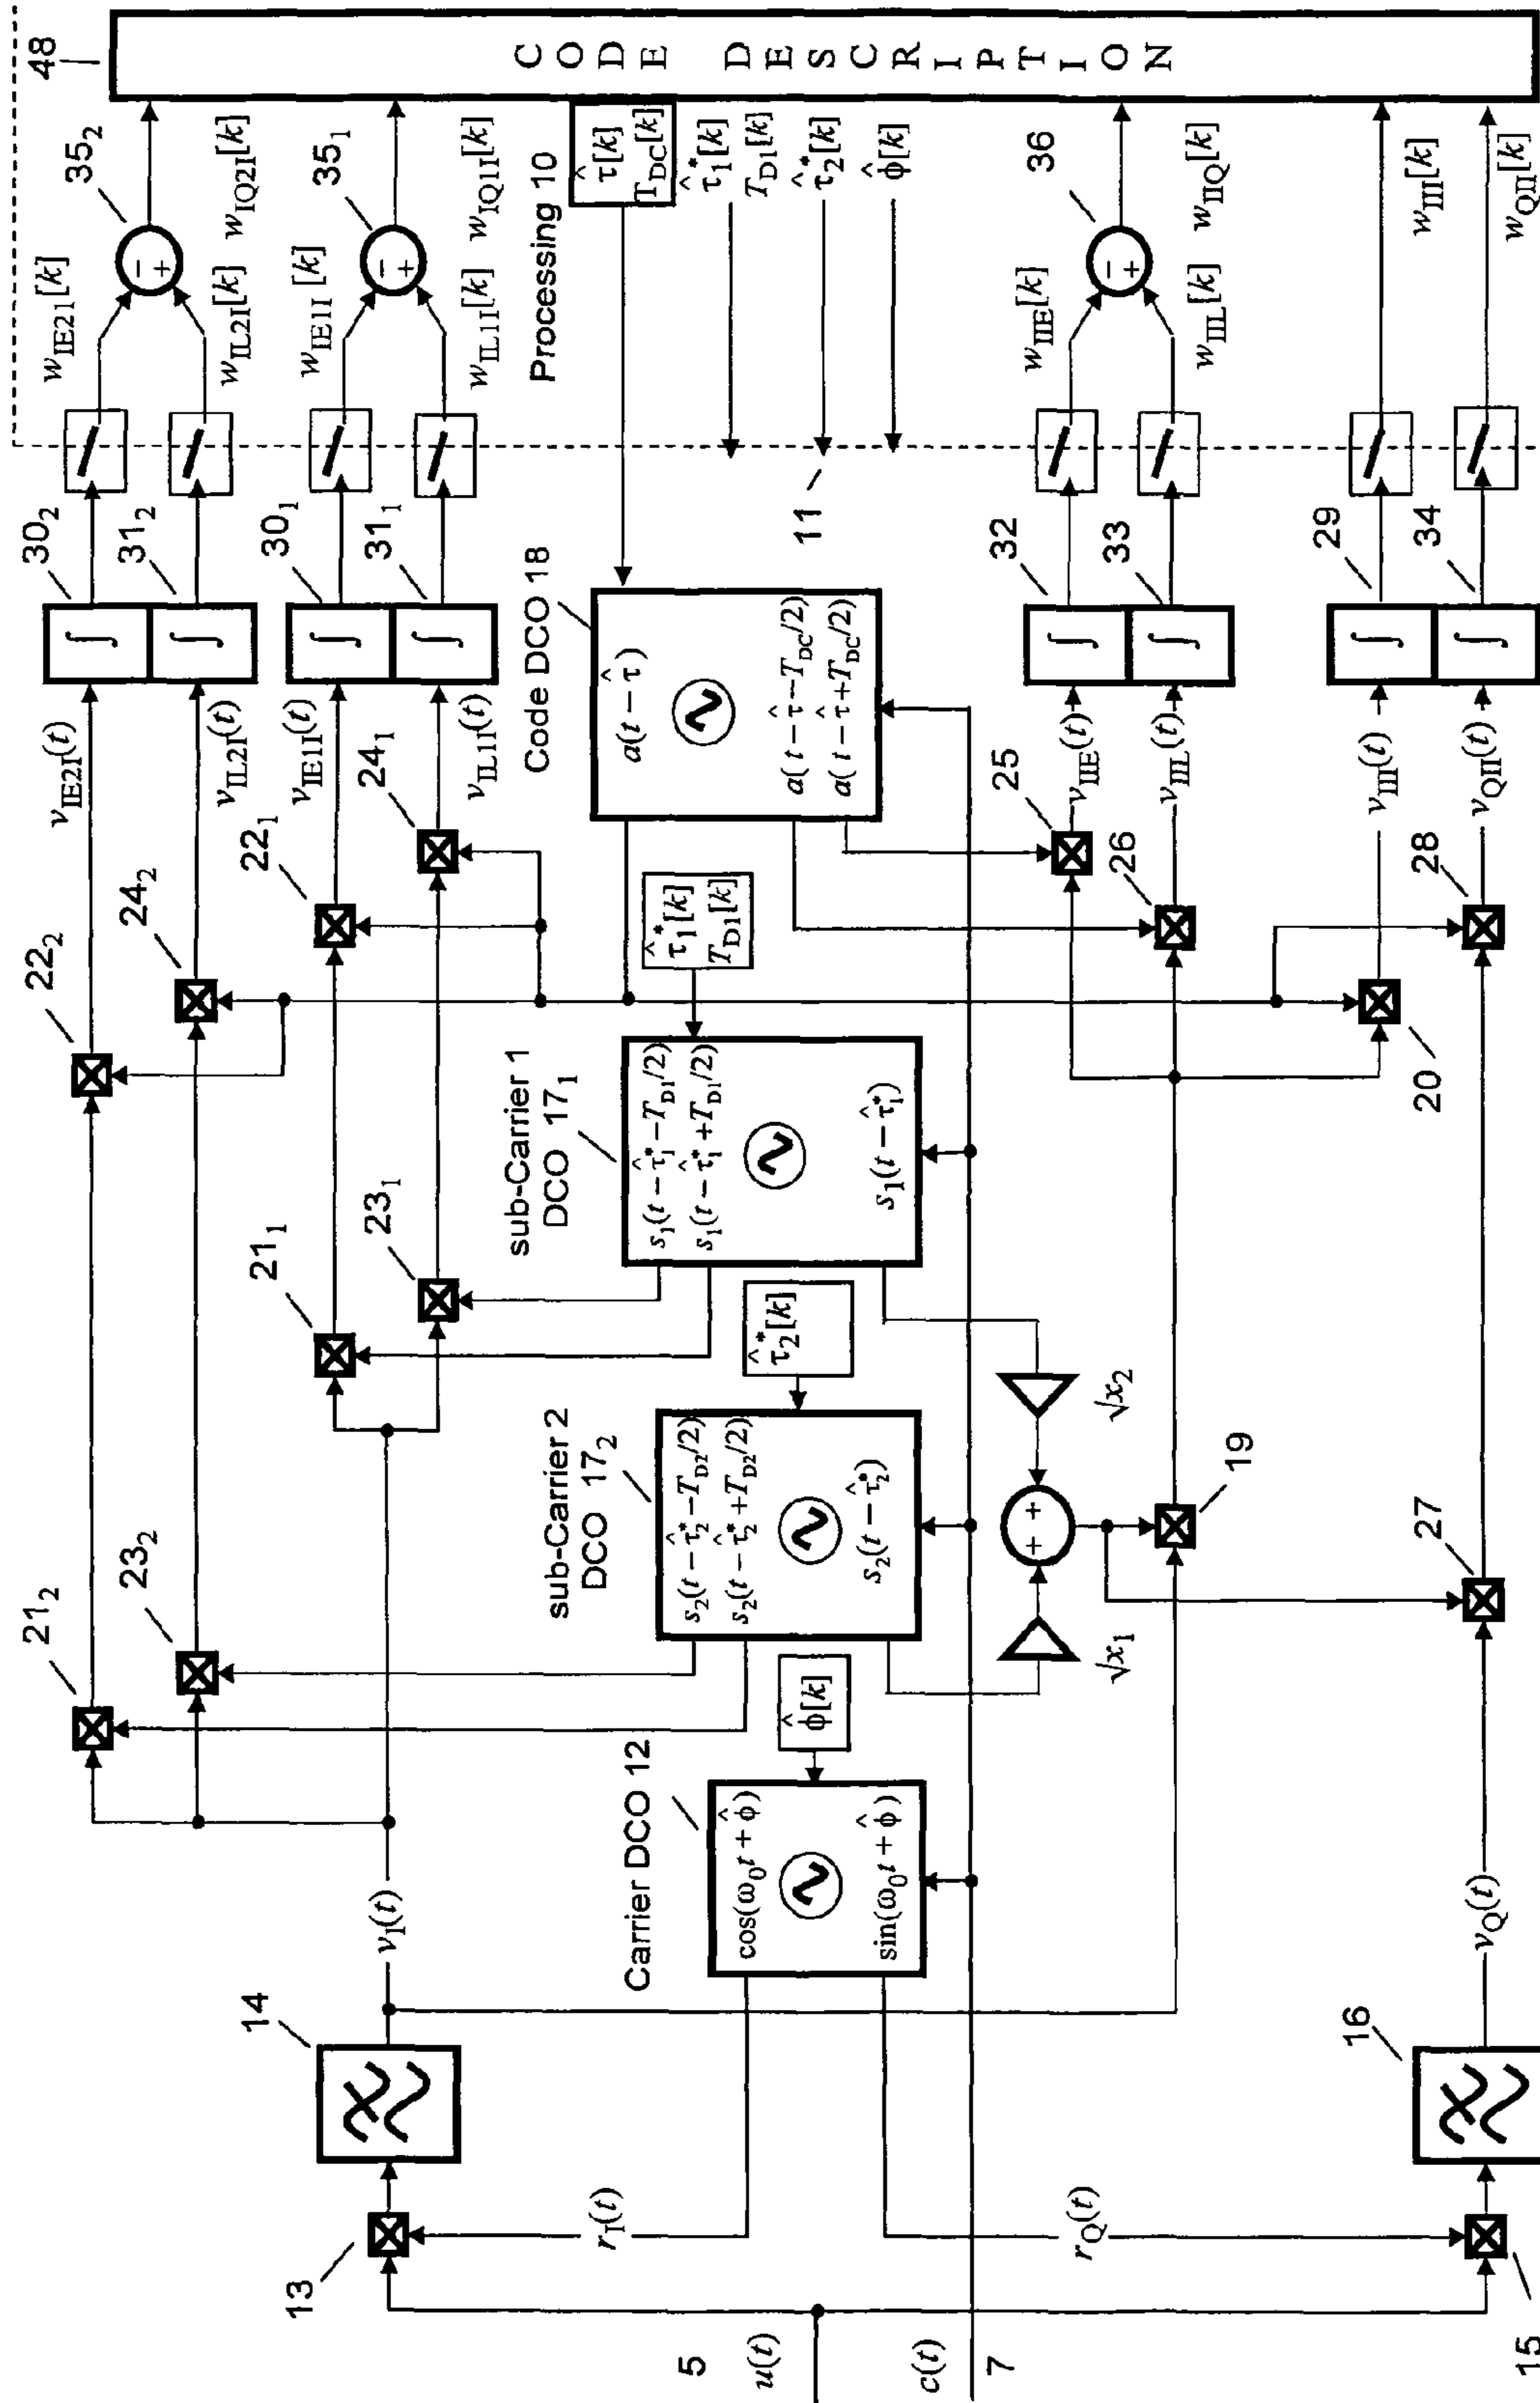 48
CODE DESCRIPTION
35₂
w_IE2I[k]
w_IL2I[k]
w_IQ2I[k]
30₂
31₂
∫
∫
v_IE2I(t)
v_IL2I(t)
22₂
24₂
21₂
23₂
35₁
w_IE1I[k]
w_IL1I[k]
w_IQ1I[k]
30₁
31₁
∫
∫
v_IE1I(t)
v_IL1I(t)
22₁
24₁
21₁
23₁
14
v_I(t)
13
Processing 10
τ̂[k]
T_DC[k]
τ̂₁*[k]
T_D1[k]
τ̂₂*[k]
φ̂[k]
11
Code DCO 18
a(t − τ̂)
a(t − τ̂ − T_DC/2)
a(t − τ̂ + T_DC/2)
τ̂₁*[k]
T_D1[k]
sub-Carrier 1
DCO 17₁
s₁(t − τ̂₁* − T_D1/2)
s₁(t − τ̂₁* + T_D1/2)
s₁(t − τ̂₁*)
τ̂₂*[k]
sub-Carrier 2
DCO 17₂
s₂(t − τ̂₂* − T_D2/2)
s₂(t − τ̂₂* + T_D2/2)
s₂(t − τ̂₂*)
φ̂[k]
Carrier DCO 12
cos(ω₀t + φ̂)
sin(ω₀t + φ̂)
r_I(t)
r_Q(t)
5
u(t)
c(t)
7
√x₁
√x₂
+ +
19
36
w_IIE[k]
w_IIL[k]
w_IIQ[k]
32
33
∫
∫
v_IIE(t)
v_IIL(t)
25
26
w_III[k]
w_QII[k]
29
34
∫
∫
v_III(t)
v_QII(t)
20
28
27
v_Q(t)
16
15